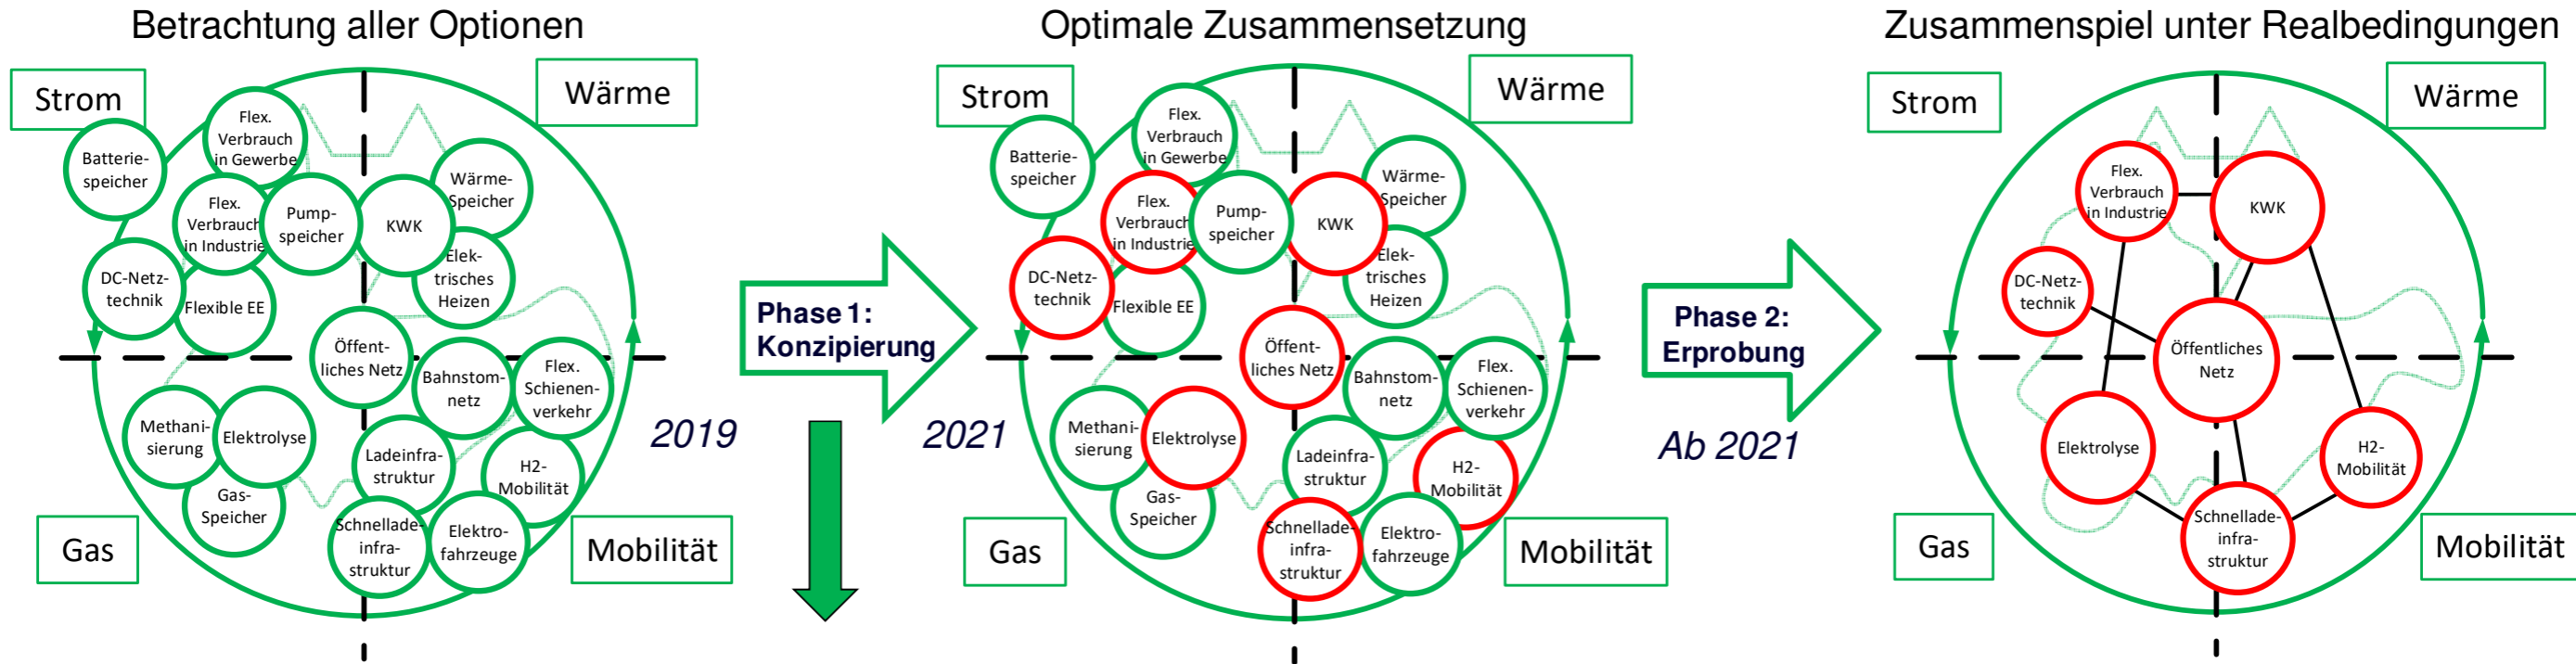 Betrachtung aller Optionen
Strom
Wärme
Flex.
Verbrauch
in Gewerbe
Batterie-
speicher
Wärme-
Speicher
Flex.
Verbrauch
in Industrie
Pump-
speicher
KWK
DC-Netz-
technik
Flexible EE
Elek-
trisches
Heizen
Öffent-
liches Netz
Bahnstom-
netz
Flex.
Schienen-
verkehr
Methani-
sierung
Elektrolyse
Ladeinfra-
struktur
H2-
Mobilität
Gas-
Speicher
Schnellade-
infra-
struktur
Elektro-
fahrzeuge
Gas
Mobilität
2019
Phase 1:
Konzipierung
2021
Optimale Zusammensetzung
Strom
Wärme
Flex.
Verbrauch
in Gewerbe
Batterie-
speicher
Wärme-
Speicher
Flex.
Verbrauch
in Industrie
Pump-
speicher
KWK
DC-Netz-
technik
Flexible EE
Elek-
trisches
Heizen
Öffent-
liches Netz
Bahnstom-
netz
Flex.
Schienen-
verkehr
Methani-
sierung
Elektrolyse
Ladeinfra-
struktur
H2-
Mobilität
Gas-
Speicher
Schnellade-
infra-
struktur
Elektro-
fahrzeuge
Gas
Mobilität
Phase 2:
Erprobung
Ab 2021
Zusammenspiel unter Realbedingungen
Strom
Wärme
Flex.
Verbrauch
in Industrie
KWK
DC-Netz-
technik
Öffentliches
Netz
Elektrolyse
H2-
Mobilität
Schnellade-
infra-
struktur
Gas
Mobilität